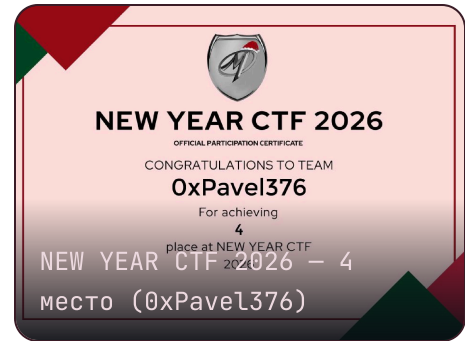 NEW YEAR CTF 2026
OFFICIAL PARTICIPATION CERTIFICATE
CONGRATULATIONS TO TEAM
0xPavel376
For achieving
4
place at NEW YEAR CTF
2026
NEW YEAR CTF 2026 — 4
место (0xPavel376)